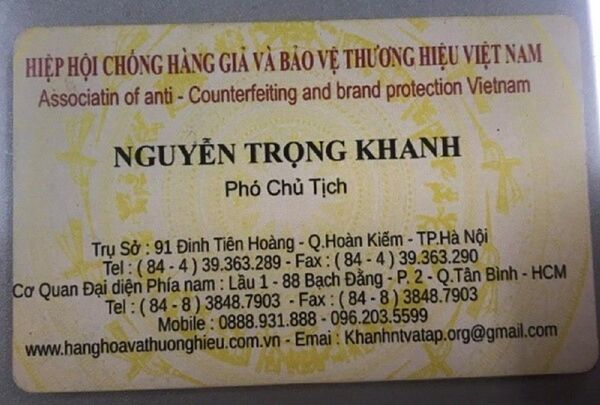 HIỆP HỘI CHỐNG HÀNG GIẢ VÀ BẢO VỆ THƯƠNG HIỆU VIỆT NAM
Associatin of anti - Counterfeiting and brand protection Vietnam
NGUYỄN TRỌNG KHANH
Phó Chủ Tịch
Trụ Sở : 91 Đinh Tiên Hoàng - Q.Hoàn Kiếm - TP.Hà Nội
Tel : ( 84 - 4 ) 39.363.289 - Fax : ( 84 - 4 ) 39.363.290
Cơ Quan Đại diện Phía nam : Lầu 1 - 88 Bạch Đằng - P. 2 - Q.Tân Bình - HCM
Tel : ( 84 - 8 ) 3848.7903 - Fax : ( 84 - 8 ) 3848.7903
Mobile : 0888.931.888 - 096.203.5599
www.hanghoavathuonghieu.com.vn - Emai : Khanhntvatap.org@gmail.com